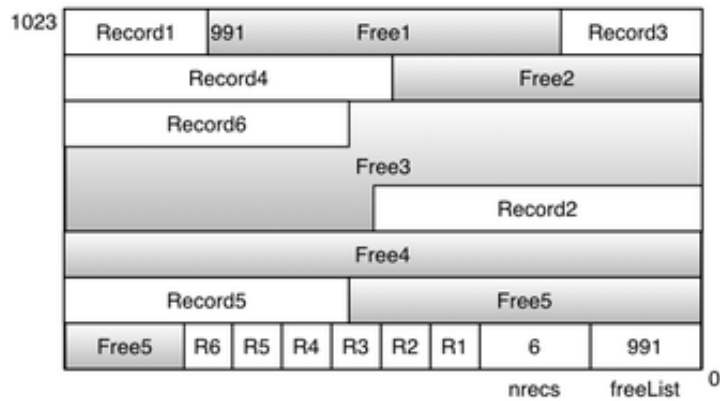 1023 Record1 991 Free1 Record3
Record4 Free2
Record6
Free3
Record2
Free4
Record5 Free5
Free5 R6 R5 R4 R3 R2 R1 6 991
0
nrecs freeList